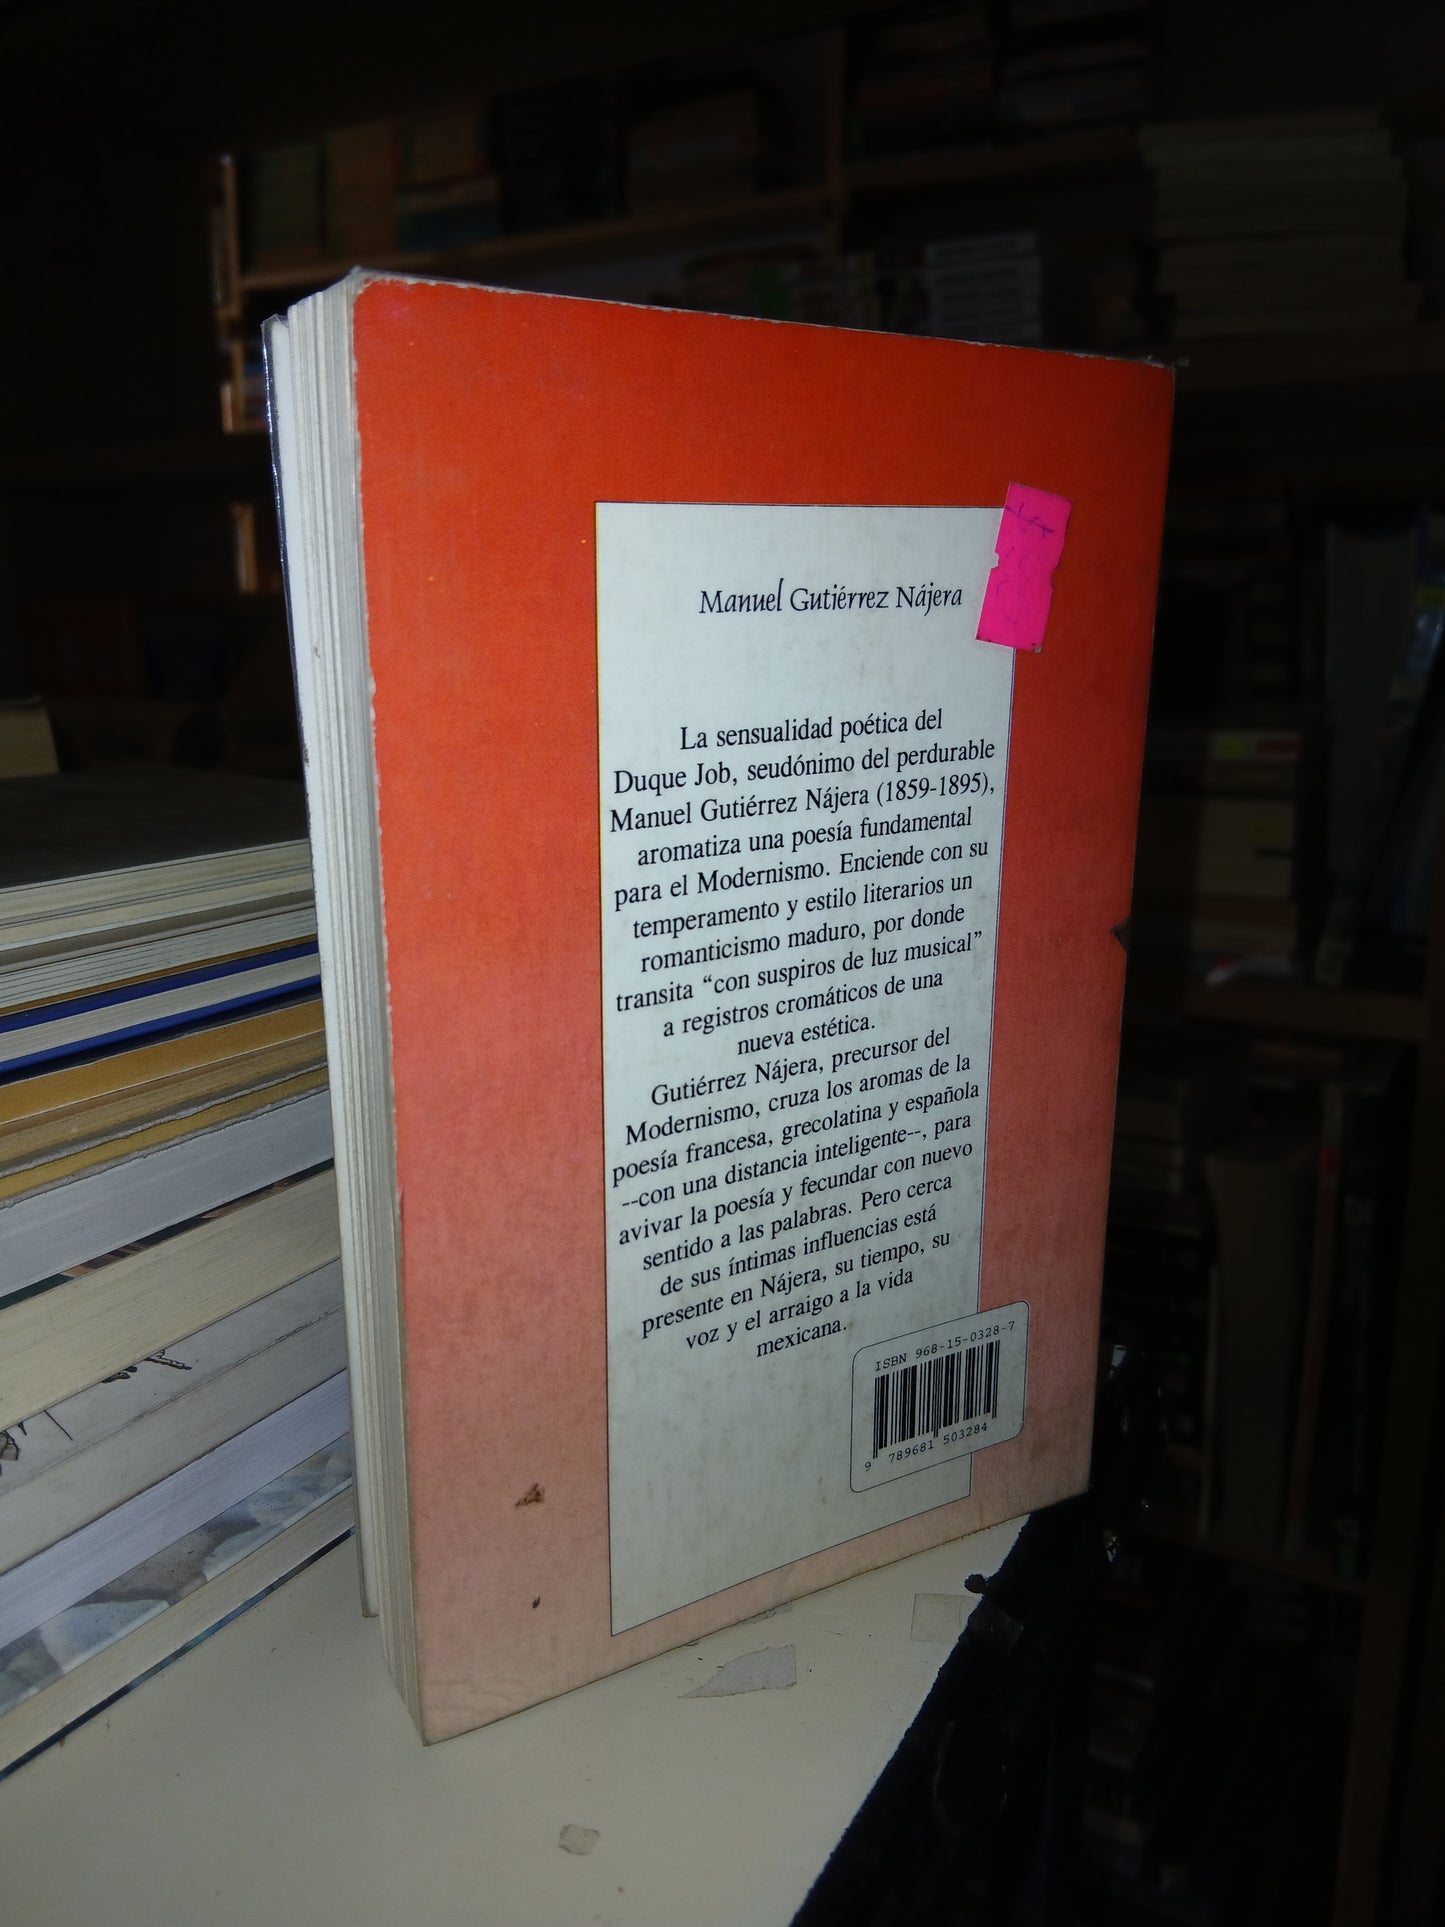 Manuel Gutiérrez Nájera
La sensualidad poética del
Duque Job, seudónimo del perdurable
Manuel Gutiérrez Nájera (1859-1895),
aromatiza una poesía fundamental
para el Modernismo. Enciende con su
temperamento y estilo literarios un
romanticismo maduro, por donde
transita “con suspiros de luz musical”
a registros cromáticos de una
nueva estética.
Gutiérrez Nájera, precursor del
Modernismo, cruza los aromas de la
poesía francesa, grecolatina y española
--con una distancia inteligente--, para
avivar la poesía y fecundar con nuevo
sentido a las palabras. Pero cerca
de sus íntimas influencias está
presente en Nájera, su tiempo, su
voz y el arraigo a la vida
mexicana.
ISBN 968-15-0328-7
9 789681 503284